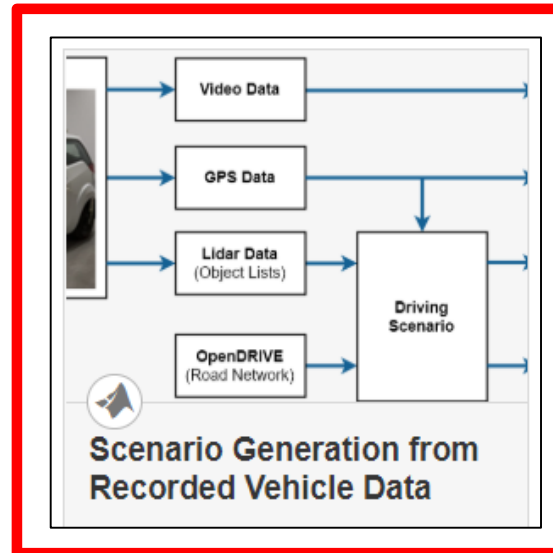 Video Data
GPS Data
Lidar Data
(Object Lists)
Driving
Scenario
OpenDRIVE
(Road Network)
Scenario Generation from
Recorded Vehicle Data